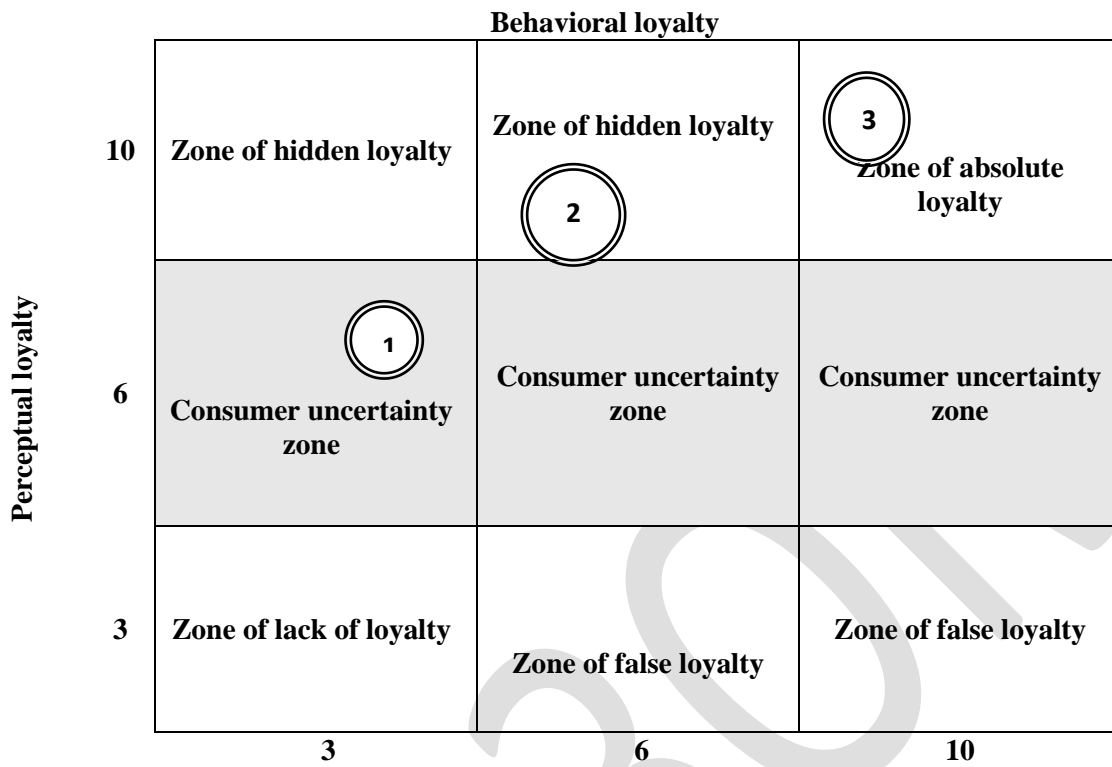 Behavioral loyalty
Perceptual loyalty
10
Zone of hidden loyalty
Zone of hidden loyalty
2
3
Zone of absolute
loyalty
6
1
Consumer uncertainty
zone
Consumer uncertainty
zone
Consumer uncertainty
zone
3
Zone of lack of loyalty
Zone of false loyalty
Zone of false loyalty
3
6
10